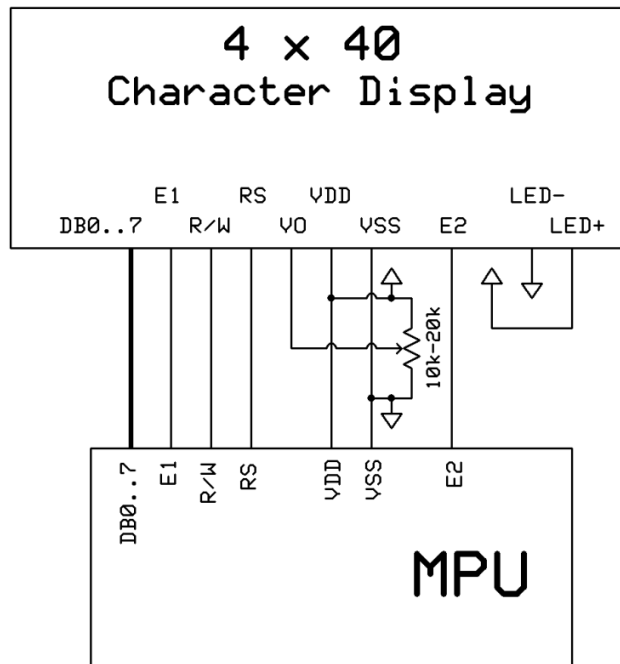 4 x 40
Character Display
E1 RS VDD LED-
DB0..7 R/W VO VSS E2 LED+
10k-20k
DB0..7 E1 R/W RS VDD VSS E2
MPU